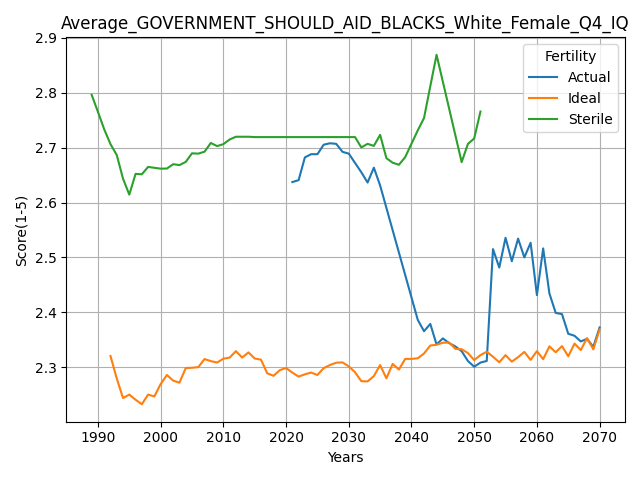 Average_GOVERNMENT_SHOULD_AID_BLACKS_White_Female_Q4_IQ
2.9
2.8
2.7
2.6
2.5
2.4
2.3
Score(1-5)
Fertility
Actual
Ideal
Sterile
1990 2000 2010 2020 2030 2040 2050 2060 2070
Years